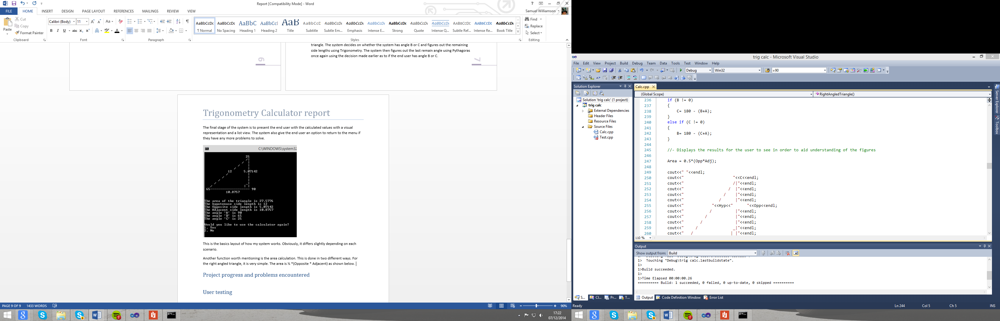 Report [Compatibility Mode] - Word
Samuel Williamson
FILE HOME INSERT DESIGN PAGE LAYOUT REFERENCES MAILINGS REVIEW VIEW
Paste
Cut
Copy
Format Painter
Clipboard
Calibri (Body) 11
Font
Paragraph
AaBbCcDc AaBbCcDc AaBbC AaBbCcI AaB AaBbCcD AaBbCcDc AaBbCcDc AaBbCcDc AaBbCcDc AaBbCcDc AaBbCcDc AABBCCDE AABBCCDE AaBbCcDc
¶ Normal No Spacing Heading 1 Heading 2 Title Subtitle Subtle Em... Emphasis Intense E... Strong Quote Intense Q... Subtle Ref... Intense Re... Book Title
Styles
Find
Replace
Select
Editing
6
triangle. The system decides on whether the system has angle B or C and figures out the remaining
side lengths using Trigonometry. The system then figures out the last remain angle using Pythagoras
once again using the decision made earlier as to if the end user has angle B or C.
7
Trigonometry Calculator report
The final stage of the system is to present the end user with the calculated values with a visual
representation and a list view. The system also give the end user an option to return to the menu if
they have any more problems to solve.
C:\WINDOWS\system32
25
12 5.07142
65 90
10.8757
The area of the triangle is 27.5776
The hypotenuse side length is 12
The Opposite side length is 5.07142
The Adjacent side length is 10.8757
The angle 'A' is 90
The angle 'B' is 65
The angle 'C' is 25
Would you like to use the calculator again?
1. Yes
2. No
This is the basics layout of how my system works. Obviously, it differs slightly depending on each
scenario.
Another function worth mentioning is the area calculation. This is done in two different ways. For
the right angled triangle, it is very simple. The area is ½ *(Opposite * Adjacent) as shown below.
Project progress and problems encountered
User testing
PAGE 9 OF 9 1433 WORDS
90%
17:22
07/12/2014
trig calc - Microsoft Visual Studio
File Edit View Project Build Debug Team Data Tools Test Window Help
Debug Win32 =90
Solution Explorer
Solution 'trig calc' (1 project)
trig calc
External Dependencies
Header Files
Resource Files
Source Files
Calc.cpp
Test.cpp
Calc.cpp
(Global Scope) RightAngledTriangle()
236 if (B != 0)
237 {
238 C= 180 - (B+A);
239 }
240 else if (C != 0)
241 {
242 B= 180 - (C+A);
243 }
244
245 //- Displays the results for the user to see in order to aid understanding of the figures
246
247 Area = 0.5*(Opp*Adj);
248
249 cout<<" "<<endl;
250 cout<<" "<<C<<endl;
251 cout<<" /|"<<endl;
252 cout<<" / |"<<endl;
253 cout<<" / |"<<endl;
254 cout<<" / |"<<endl;
255 cout<<" "<<Hyp<<" "<<Opp<<endl;
256 cout<<" / |"<<endl;
257 cout<<" / |"<<endl;
258 cout<<" / |"<<endl;
259 cout<<" / _|"<<endl;
260 cout<<" / | |"<<endl;
110 %
Output
Show output from: Build
1> Touching "Debug\trig calc.lastbuildstate".
1>
1>Build succeeded.
1>
1>Time Elapsed 00:00:00.26
========== Build: 1 succeeded, 0 failed, 0 up-to-date, 0 skipped ==========
S... Cl... Pr... T...
Output Code Definition Window Error List
Ready Ln 244 Col 5 Ch 5 INS
Server Explorer
Toolbox